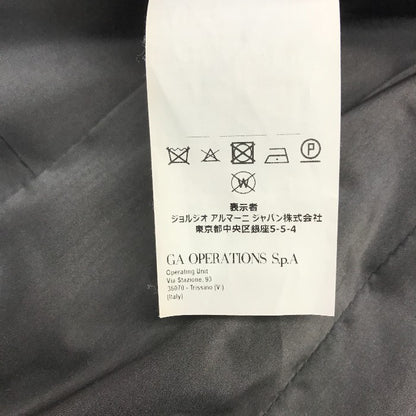 P
W
表示者
ジョルジオ アルマーニ ジャパン株式会社
東京都中央区銀座5-5-4
GA OPERATIONS S.p.A
Operating Unit
Via Stazione, 93
36070 - Trissino (V.)
(Italy)